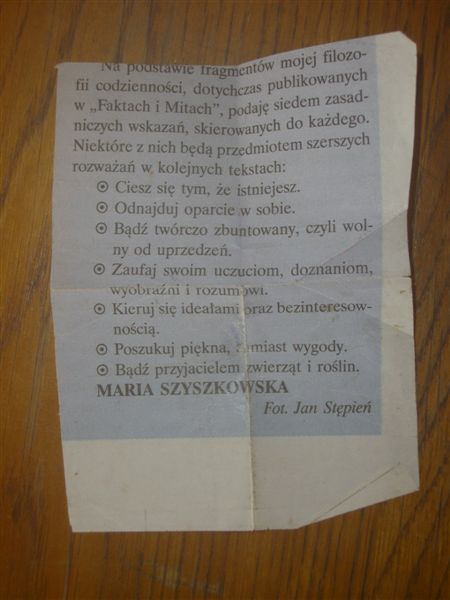 Na podstawie fragmentów mojej filozo-
fii codzienności, dotychczas publikowanych
w „Faktach i Mitach”, podaję siedem zasad-
niczych wskazań, skierowanych do każdego.
Niektóre z nich będą przedmiotem szerszych
rozważań w kolejnych tekstach:
Ciesz się tym, że istniejesz.
Odnajduj oparcie w sobie.
Bądź twórczo zbuntowany, czyli wol-
ny od uprzedzeń.
Zaufaj swoim uczuciom, doznaniom,
wyobraźni i rozumowi.
Kieruj się ideałami oraz bezinteresow-
nością.
Poszukuj piękna, zamiast wygody.
Bądź przyjacielem zwierząt i roślin.
MARIA SZYSZKOWSKA
Fot. Jan Stępień